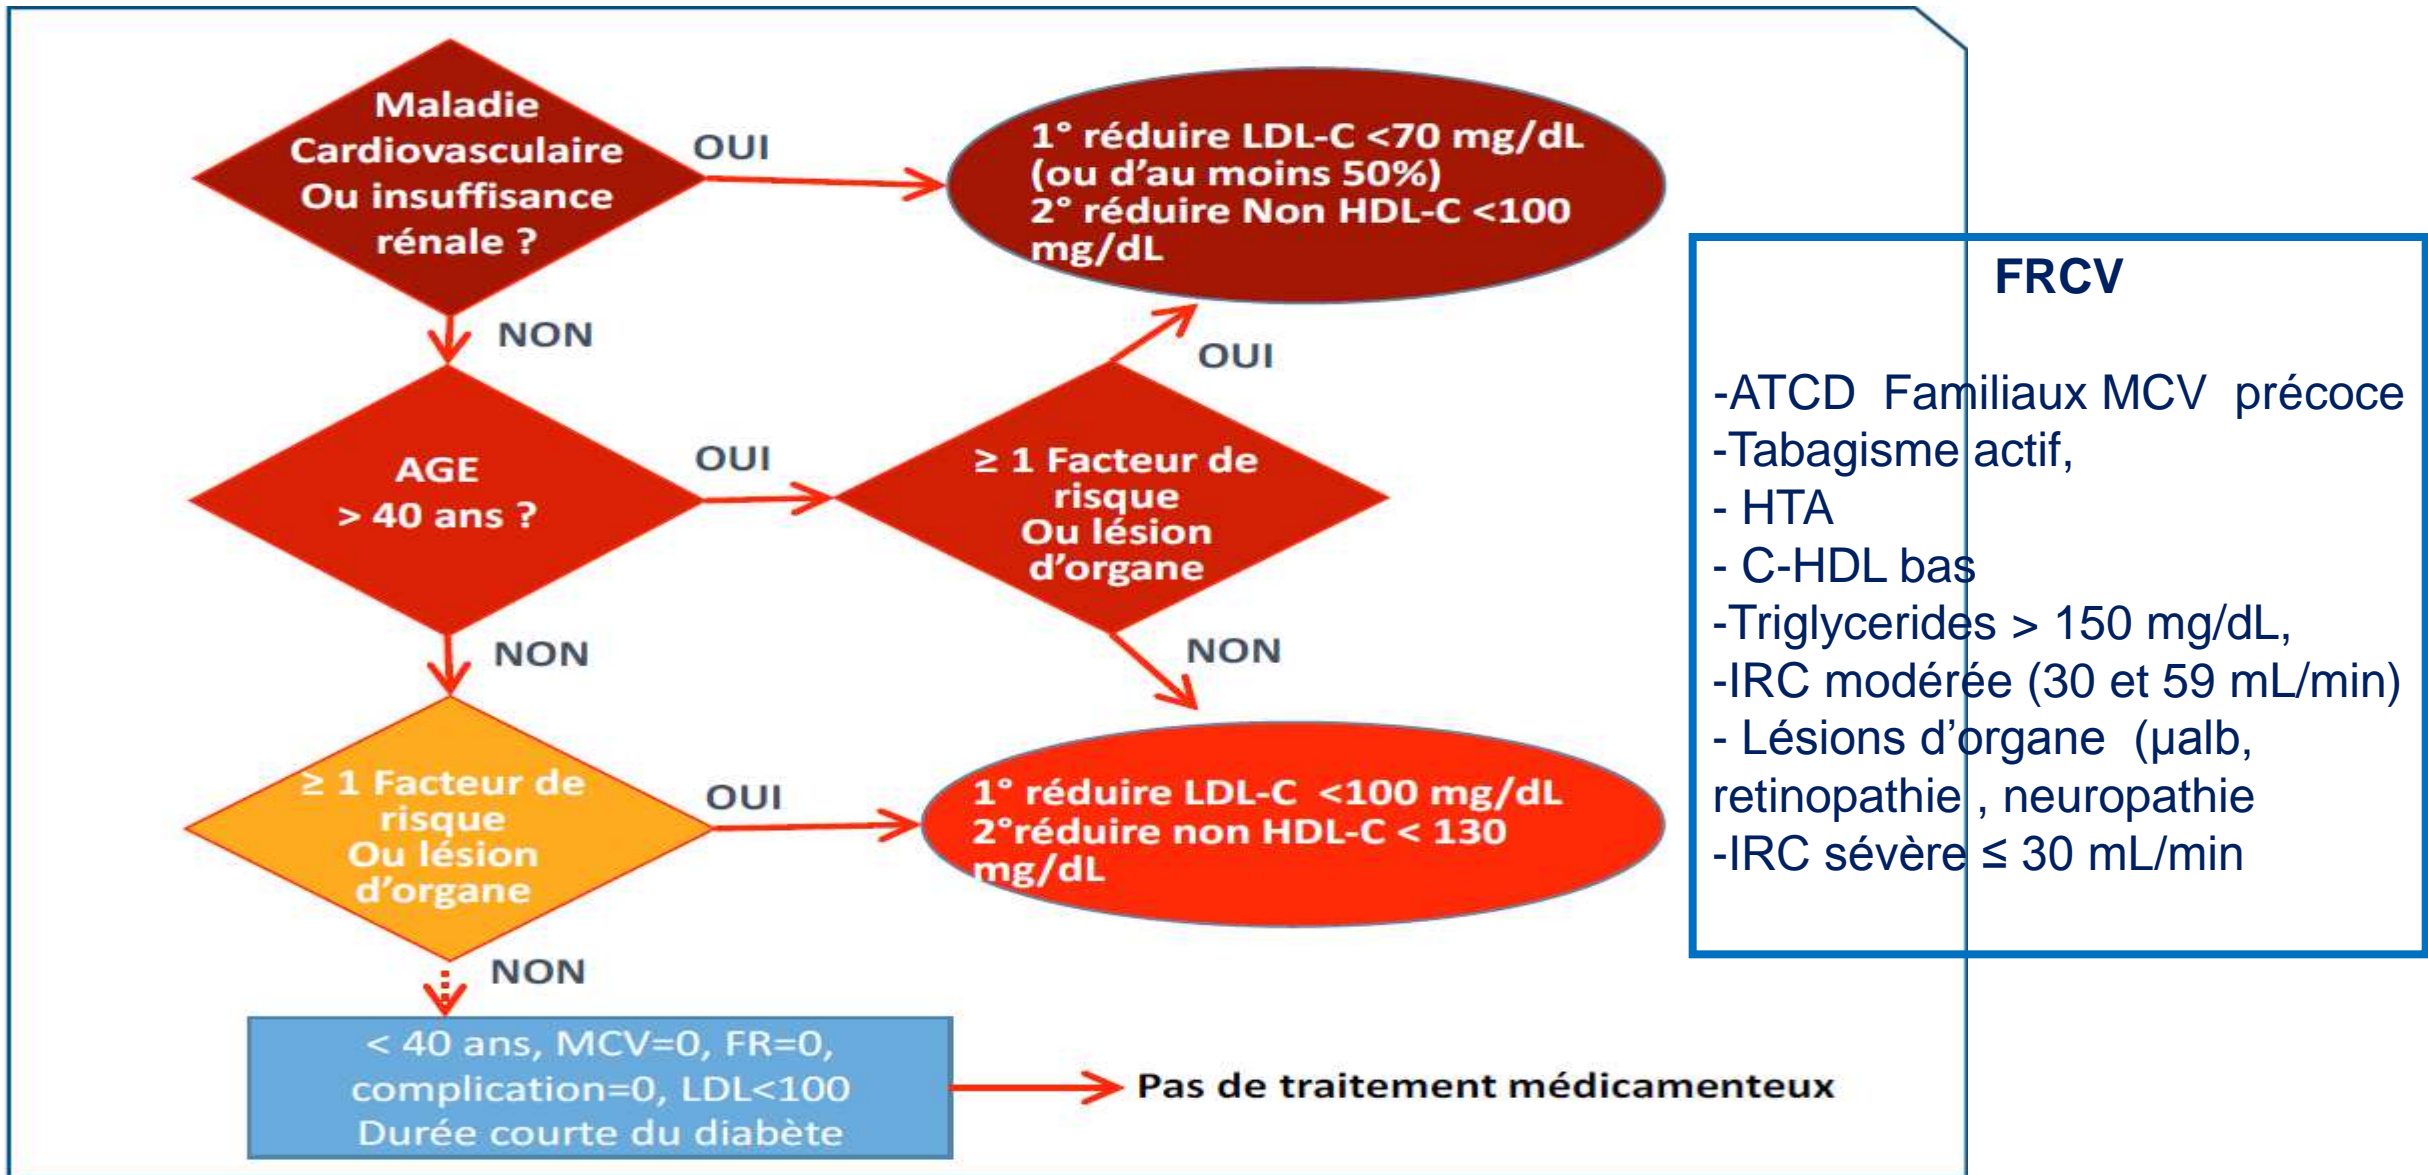 Maladie
Cardiovasculaire
Ou insuffisance
rénale ?
OUI
1° réduire LDL-C <70 mg/dL
(ou d’au moins 50%)
2° réduire Non HDL-C <100
mg/dL
NON
OUI
AGE
> 40 ans ?
OUI
≥ 1 Facteur de
risque
Ou lésion
d’organe
NON
NON
≥ 1 Facteur de
risque
Ou lésion
d’organe
OUI
1° réduire LDL-C <100 mg/dL
2°réduire non HDL-C < 130
mg/dL
NON
< 40 ans, MCV=0, FR=0,
complication=0, LDL<100
Durée courte du diabète
Pas de traitement médicamenteux
FRCV
-ATCD Familiaux MCV précoce
-Tabagisme actif,
- HTA
- C-HDL bas
-Triglycerides > 150 mg/dL,
-IRC modérée (30 et 59 mL/min)
- Lésions d’organe (µalb,
retinopathie , neuropathie
-IRC sévère ≤ 30 mL/min